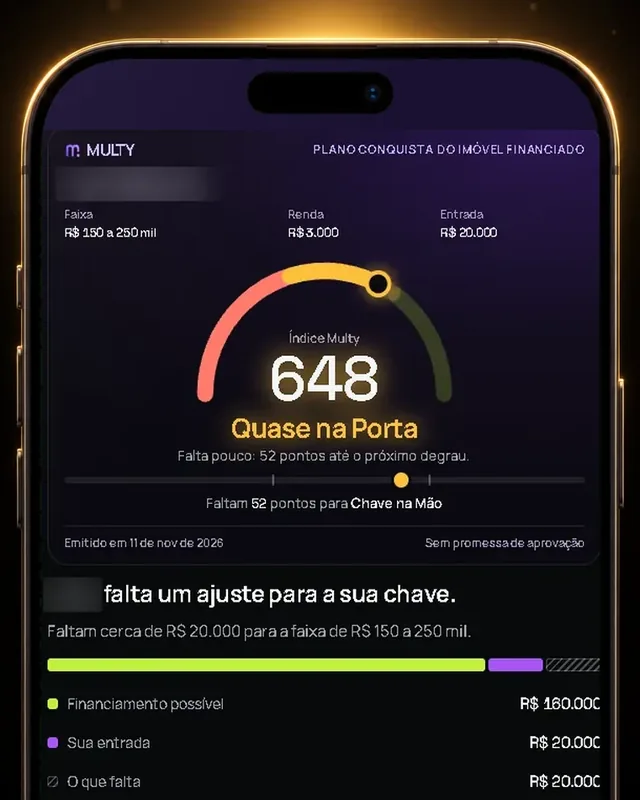 m. MULTY
PLANO CONQUISTA DO IMÓVEL FINANCIADO
Faixa
R$ 150 a 250 mil
Renda
R$ 3.000
Entrada
R$ 20.000
Índice Multy
648
Quase na Porta
Falta pouco: 52 pontos até o próximo degrau.
Faltam 52 pontos para Chave na Mão
Emitido em 11 de nov de 2026
Sem promessa de aprovação
falta um ajuste para a sua chave.
Faltam cerca de R$ 20.000 para a faixa de R$ 150 a 250 mil.
Financiamento possível
R$ 160.000
Sua entrada
R$ 20.000
O que falta
R$ 20.000